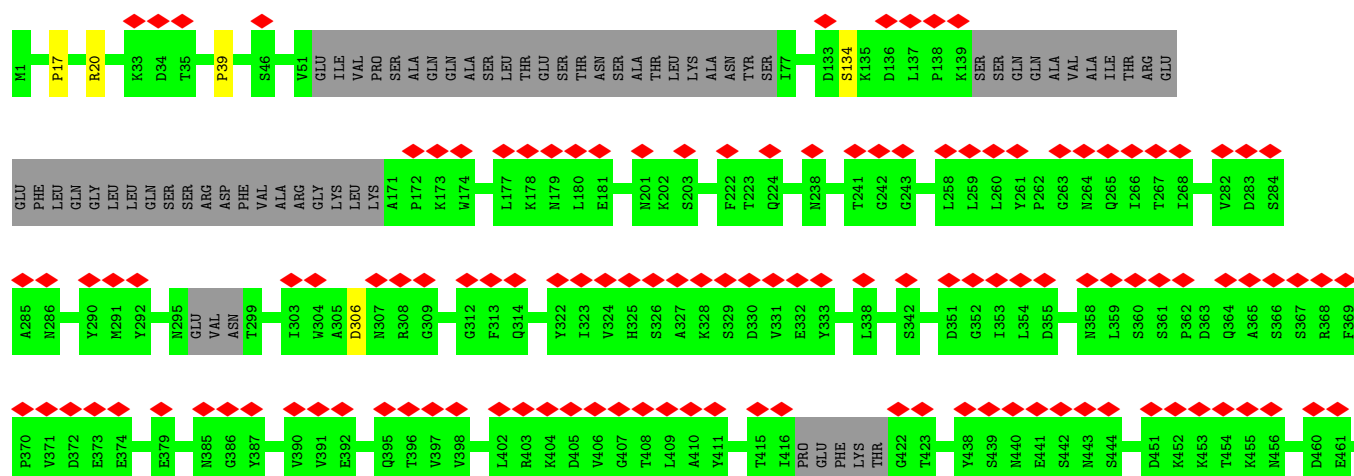 M1 P17 R20 K33 D34 T35 P39 S46 V51 GLU ILE VAL PRO SER ALA GLN GLN ALA SER LEU THR GLU SER THR ASN SER ALA THR LEU LYS ALA ASN TYR SER I77 D133 S134 K135 D136 L137 P138 K139 SER SER GLN GLN ALA VAL ALA ILE THR ARG GLU
GLU PHE LEU GLN GLY LEU LEU GLN SER SER ARG ASP PHE VAL ALA ARG GLY LYS LEU LYS A171 P172 K173 W174 L177 K178 N179 L180 E181 N201 K202 S203 F222 T223 Q224 N238 T241 G242 G243 L258 L259 L260 Y261 P262 G263 N264 Q265 I266 T267 I268 V282 D283 S284
A285 N286 Y290 M291 Y292 N295 GLU VAL ASN T299 I303 W304 A305 D306 N307 R308 G309 G312 F313 Q314 Y322 I323 V324 H325 S326 A327 K328 S329 D330 V331 E332 Y333 L338 S342 D351 G352 I353 L354 D355 N358 L359 S360 S361 P362 D363 Q364 A365 S366 S367 R368 F369
P370 V371 D372 E373 E374 E379 N385 G386 Y387 V390 V391 E392 Q395 T396 V397 V398 L402 R403 K404 D405 V406 G407 T408 L409 A410 Y411 T415 I416 PRO GLU PHE LYS THR G422 T423 Y438 S439 N440 E441 S442 N443 S444 D451 K452 K453 T454 K455 N456 D460 E461